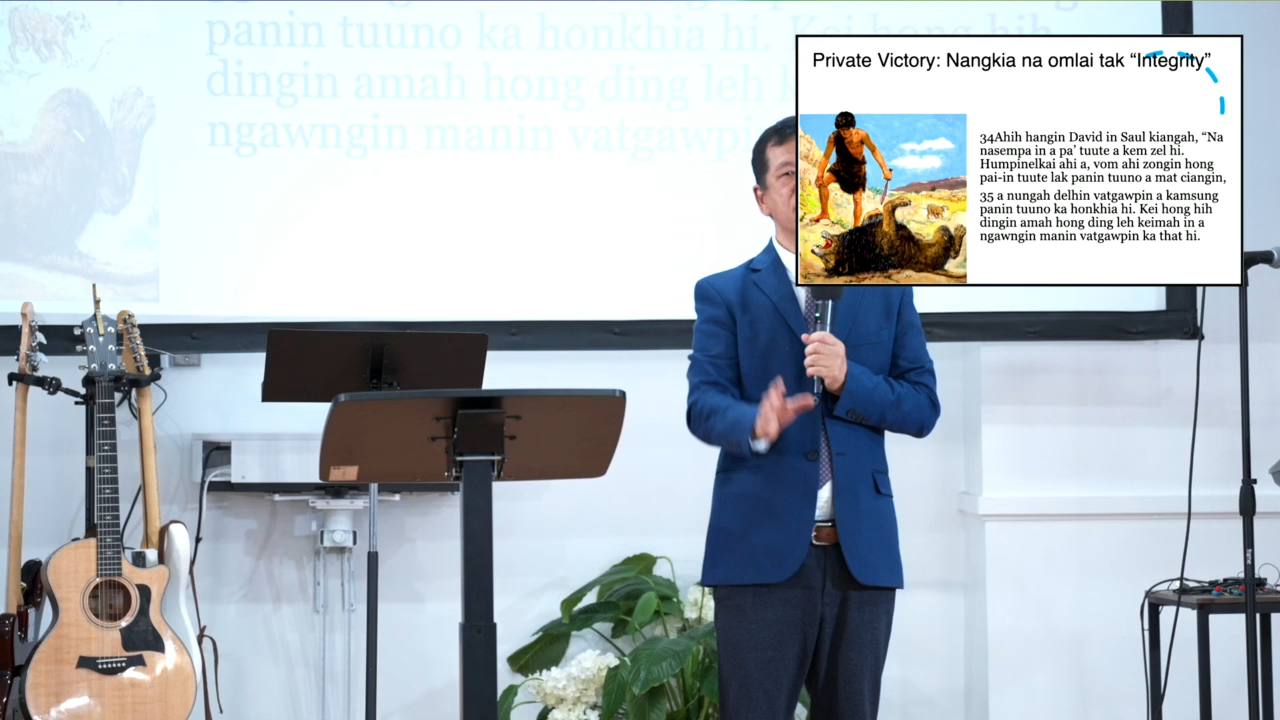 panin tuuno ka honkhia hi. Kei hong hih
dingin amah hong ding leh k
ngawngin manin vatgawpi
Private Victory: Nangkia na omlai tak “Integrity”
34Ahih hangin David in Saul kiangah, “Na
nasempa in a pa’ tuute a kem zel hi.
Humpinelkai ahi a, vom ahi zongin hong
pai-in tuute lak panin tuuno a mat ciangin,
35 a nungah delhin vatgawpin a kamsung
panin tuuno ka honkhia hi. Kei hong hih
dingin amah hong ding leh keimah in a
ngawngin manin vatgawpin ka that hi.